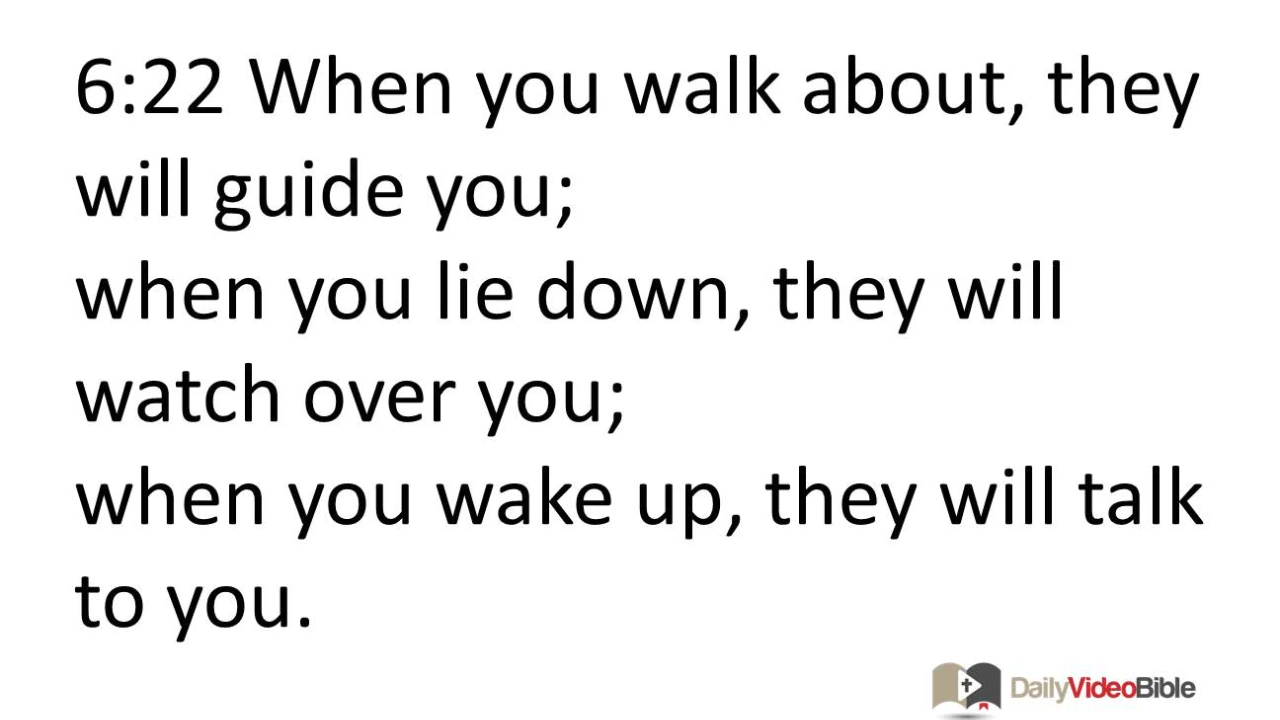 6:22 When you walk about, they
will guide you;
when you lie down, they will
watch over you;
when you wake up, they will talk
to you.
DailyVideoBible